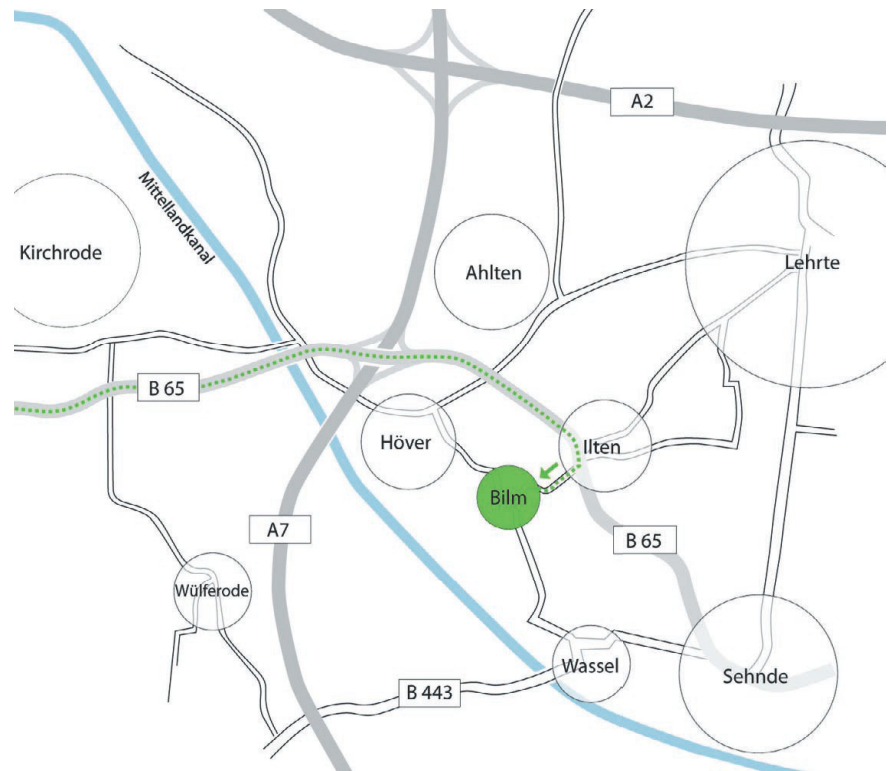 A2
Mittellandkanal
Kirchrode
Ahlten
Lehrte
B 65
Höver
Ilten
Bilm
A7
B 65
Wülferode
Wassel
Sehnde
B 443